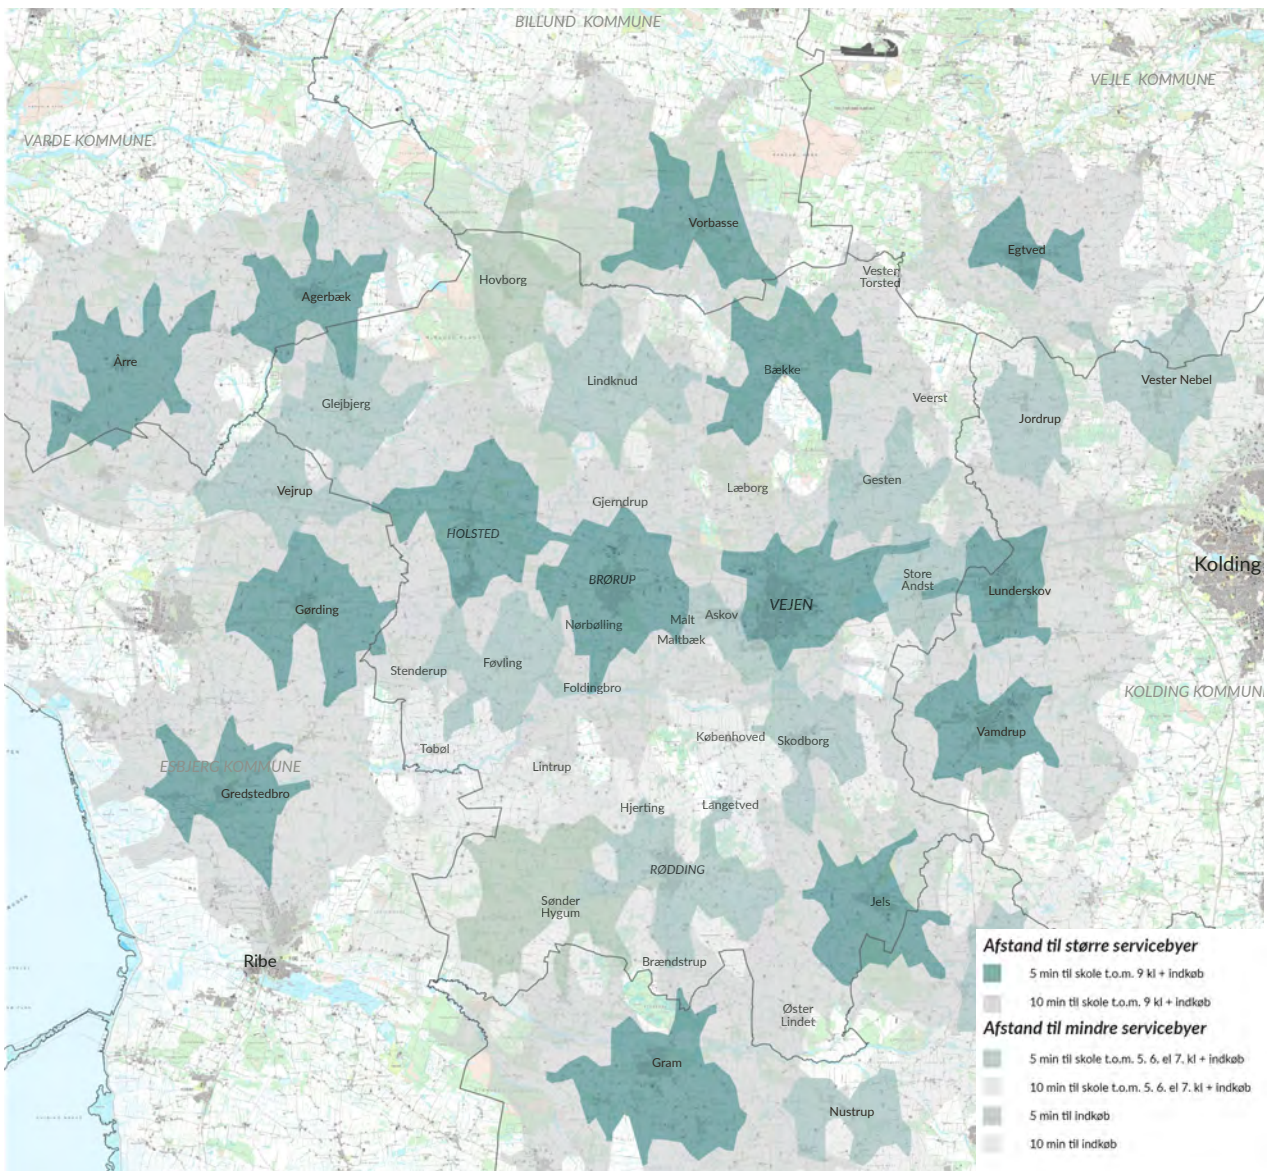 BILLUND KOMMUNE
VEJLE KOMMUNE
VARDE KOMMUNE
Vorbasse
Egtved
Hovborg
Vester
Torsted
Agerbæk
Årre
Lindknud
Bække
Vester Nebel
Glejbjerg
Veerst
Jordrup
Vejrup
Gjerndrup
Læborg
Gesten
HOLSTED
Kolding
BRØRUP
Store
Andst
Lunderskov
Gørding
VEJEN
Nørbølling
Malt
Askov
Maltbæk
Stenderup
Føvling
Foldingbro
KOLDING KOMMUNE
Vamdrup
Københoved
Skodborg
Tobøl
ESBJERG KOMMUNE
Lintrup
Gredstedbro
Hjerting
Langetved
RØDDING
Sønder
Hygum
Jels
Ribe
Brændstrup
Øster
Lindet
Gram
Nustrup
Afstand til større servicebyer
5 min til skole t.o.m. 9 kl + indkøb
10 min til skole t.o.m. 9 kl + indkøb
Afstand til mindre servicebyer
5 min til skole t.o.m. 5. 6. el 7. kl + indkøb
10 min til skole t.o.m. 5. 6. el 7. kl + indkøb
5 min til indkøb
10 min til indkøb